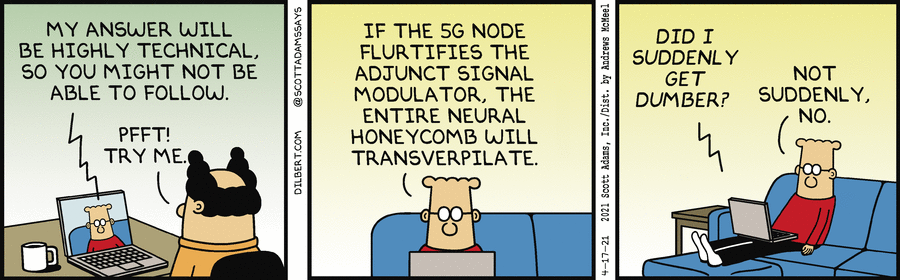 MY ANSWER WILL
BE HIGHLY TECHNICAL,
SO YOU MIGHT NOT BE
ABLE TO FOLLOW.
PFFT!
TRY ME.
DILBERT.COM @SCOTTADAMSSAYS
IF THE 5G NODE
FLURTIFIES THE
ADJUNCT SIGNAL
MODULATOR, THE
ENTIRE NEURAL
HONEYCOMB WILL
TRANSVERPILATE.
4-17-21 2021 Scott Adams, Inc./Dist. by Andrews McMeel
DID I
SUDDENLY
GET
DUMBER?
NOT
SUDDENLY,
NO.